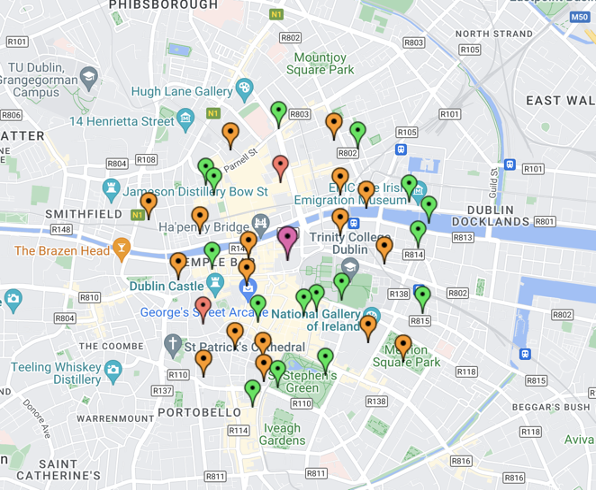 PHIBSBOROUGH
N1
M50
R101
R802
NORTH STRAND
R803
R105
TU Dublin,
Grangegorman
Campus
Mountjoy
Square Park
Hugh Lane Gallery
EAST WAL
R806
14 Henrietta Street
N1
R803
R101
ATTER
R105
R802
R804
R108
Parnell St
Guild St
Jameson Distillery Bow St
EPIC The Irish
Emigration Museum
SMITHFIELD
N1
DUBLIN
DOCKLANDS
R148
Ha'penny Bridge
R801
Trinity College
Dublin
R813
The Brazen Head
R814
TEMPLE BAR
Dublin Castle
R138
R810
George's Street Arcade
National Gallery
of Ireland
R802
R815
THE COOMBE
St Patrick's Cathedral
Merrion
Square Park
Teeling Whiskey
Distillery
R110
St Stephen's
Green
R137
R138
Donore Ave
WARRENMOUNT
PORTOBELLO
R110
BEGGAR'S BUSH
R114
Iveagh
Gardens
R118
Aviva
SAINT
CATHERINE'S
R816
R811
R811
R816